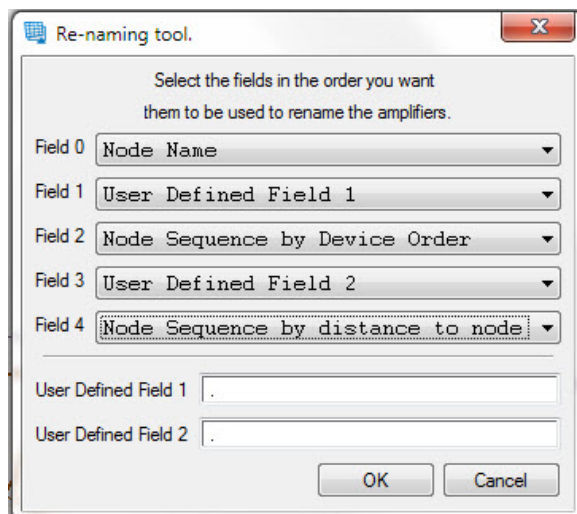 Re-naming tool.
Select the fields in the order you want
them to be used to rename the amplifiers.
Field 0 Node Name
Field 1 User Defined Field 1
Field 2 Node Sequence by Device Order
Field 3 User Defined Field 2
Field 4 Node Sequence by distance to node
User Defined Field 1 .
User Defined Field 2 .
OK Cancel